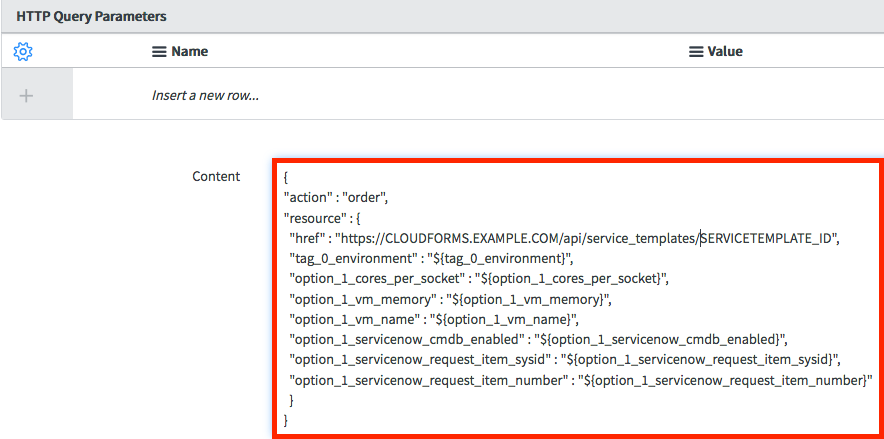 HTTP Query Parameters
Name Value
Insert a new row...
Content
{
"action" : "order",
"resource" : {
"href" : "https://CLOUDFORMS.EXAMPLE.COM/api/service_templates/SERVICETEMPLATE_ID",
"tag_0_environment" : "${tag_0_environment}",
"option_1_cores_per_socket" : "${option_1_cores_per_socket}",
"option_1_vm_memory" : "${option_1_vm_memory}",
"option_1_vm_name" : "${option_1_vm_name}",
"option_1_servicenow_cmdb_enabled" : "${option_1_servicenow_cmdb_enabled}",
"option_1_servicenow_request_item_sysid" : "${option_1_servicenow_request_item_sysid}",
"option_1_servicenow_request_item_number" : "${option_1_servicenow_request_item_number}"
}
}